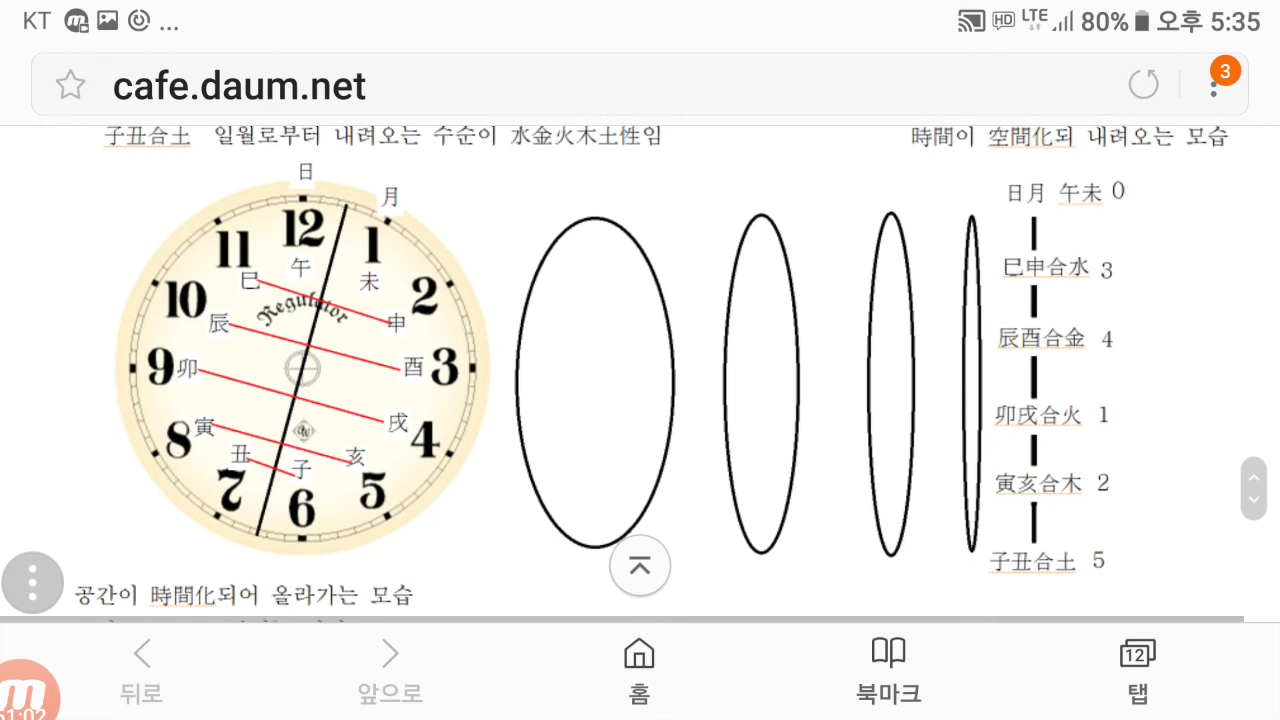 KT ... HD LTE 80% 오후 5:35
cafe.daum.net 3
子丑合土 일월로부터 내려오는 수순이 水金火木土性임
時間이 空間化되 내려오는 모습
日
月
12
1
2
3
4
5
6
7
8
9
10
11
午
未
申
酉
戌
亥
子
丑
寅
卯
辰
巳
Regulator
日月 午未 0
巳申合水 3
辰酉合金 4
卯戌合火 1
寅亥合木 2
子丑合土 5
공간이 時間化되어 올라가는 모습
12
뒤로 앞으로 홈 북마크 탭
m
51:02